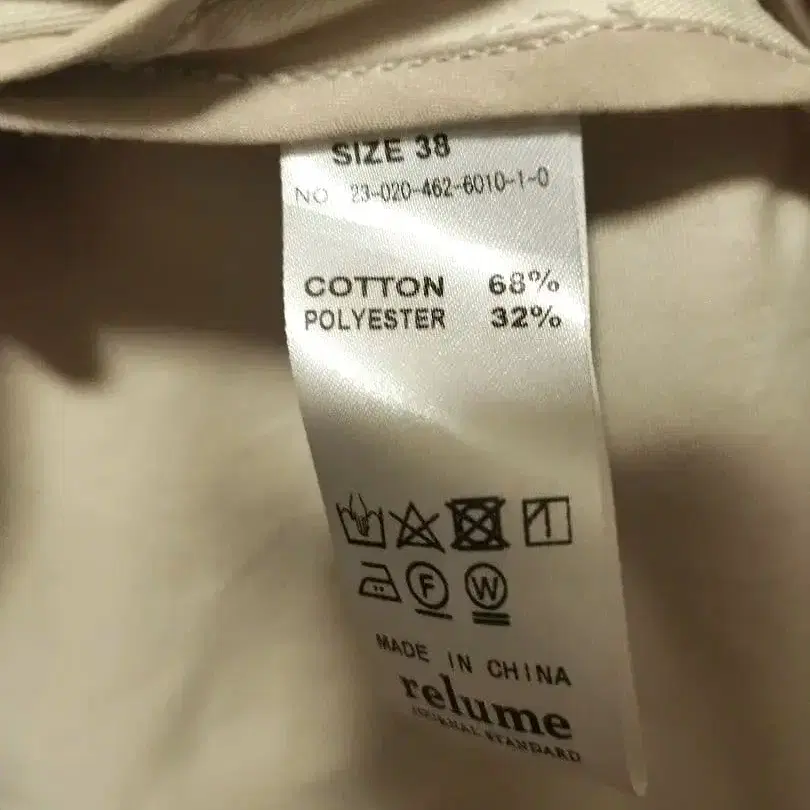 SIZE 38
NO 23-020-462-6010-1-0
COTTON 68%
POLYESTER 32%
F W
MADE IN CHINA
relume
JOURNAL STANDARD